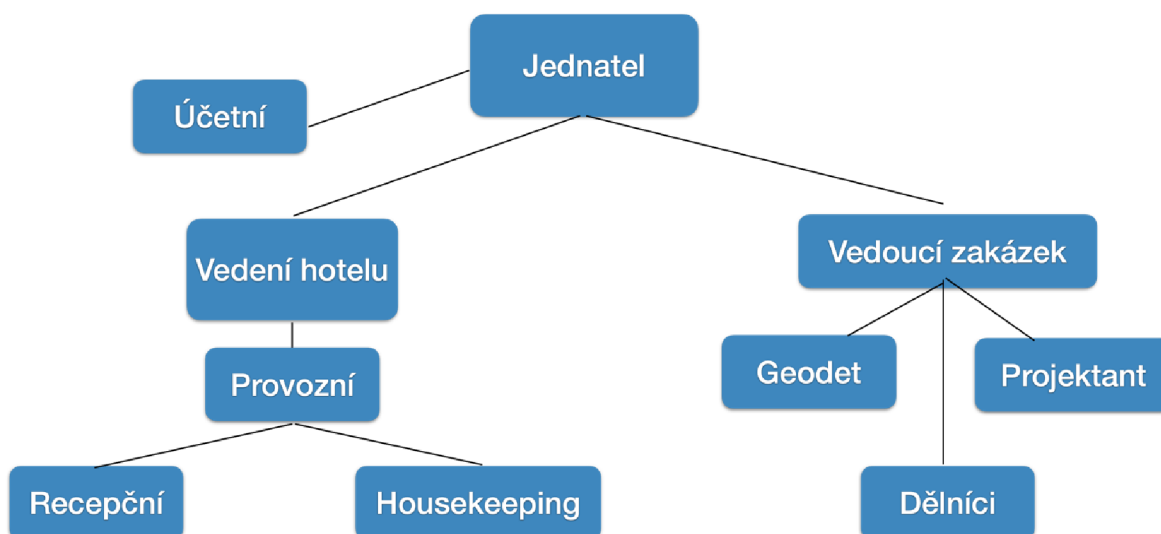 Jednatel
Účetní
Vedení hotelu
Vedoucí zakázek
Provozní
Geodet
Projektant
Recepční
Housekeeping
Dělníci